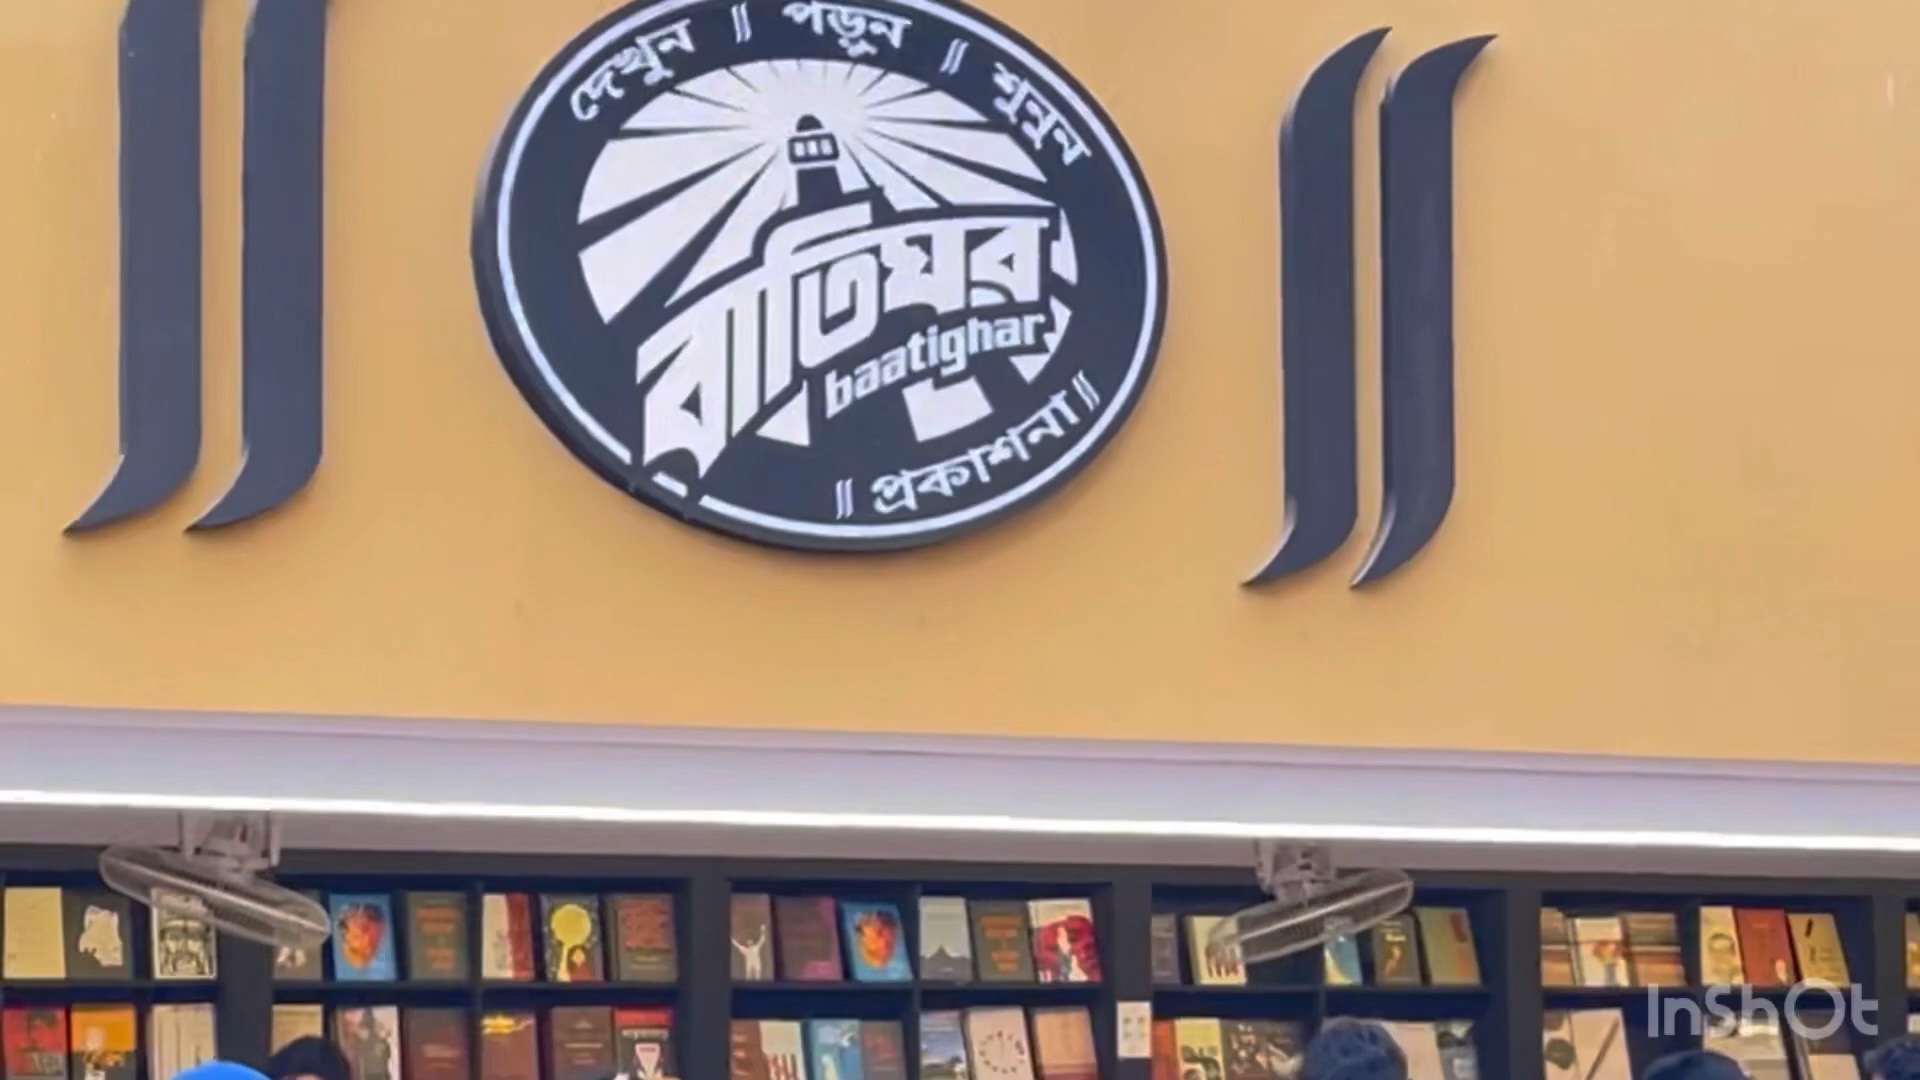 দেখুন || পড়ুন || শুনুন
বাতিঘর
baatighar
|| প্রকাশনা ||
InShOt